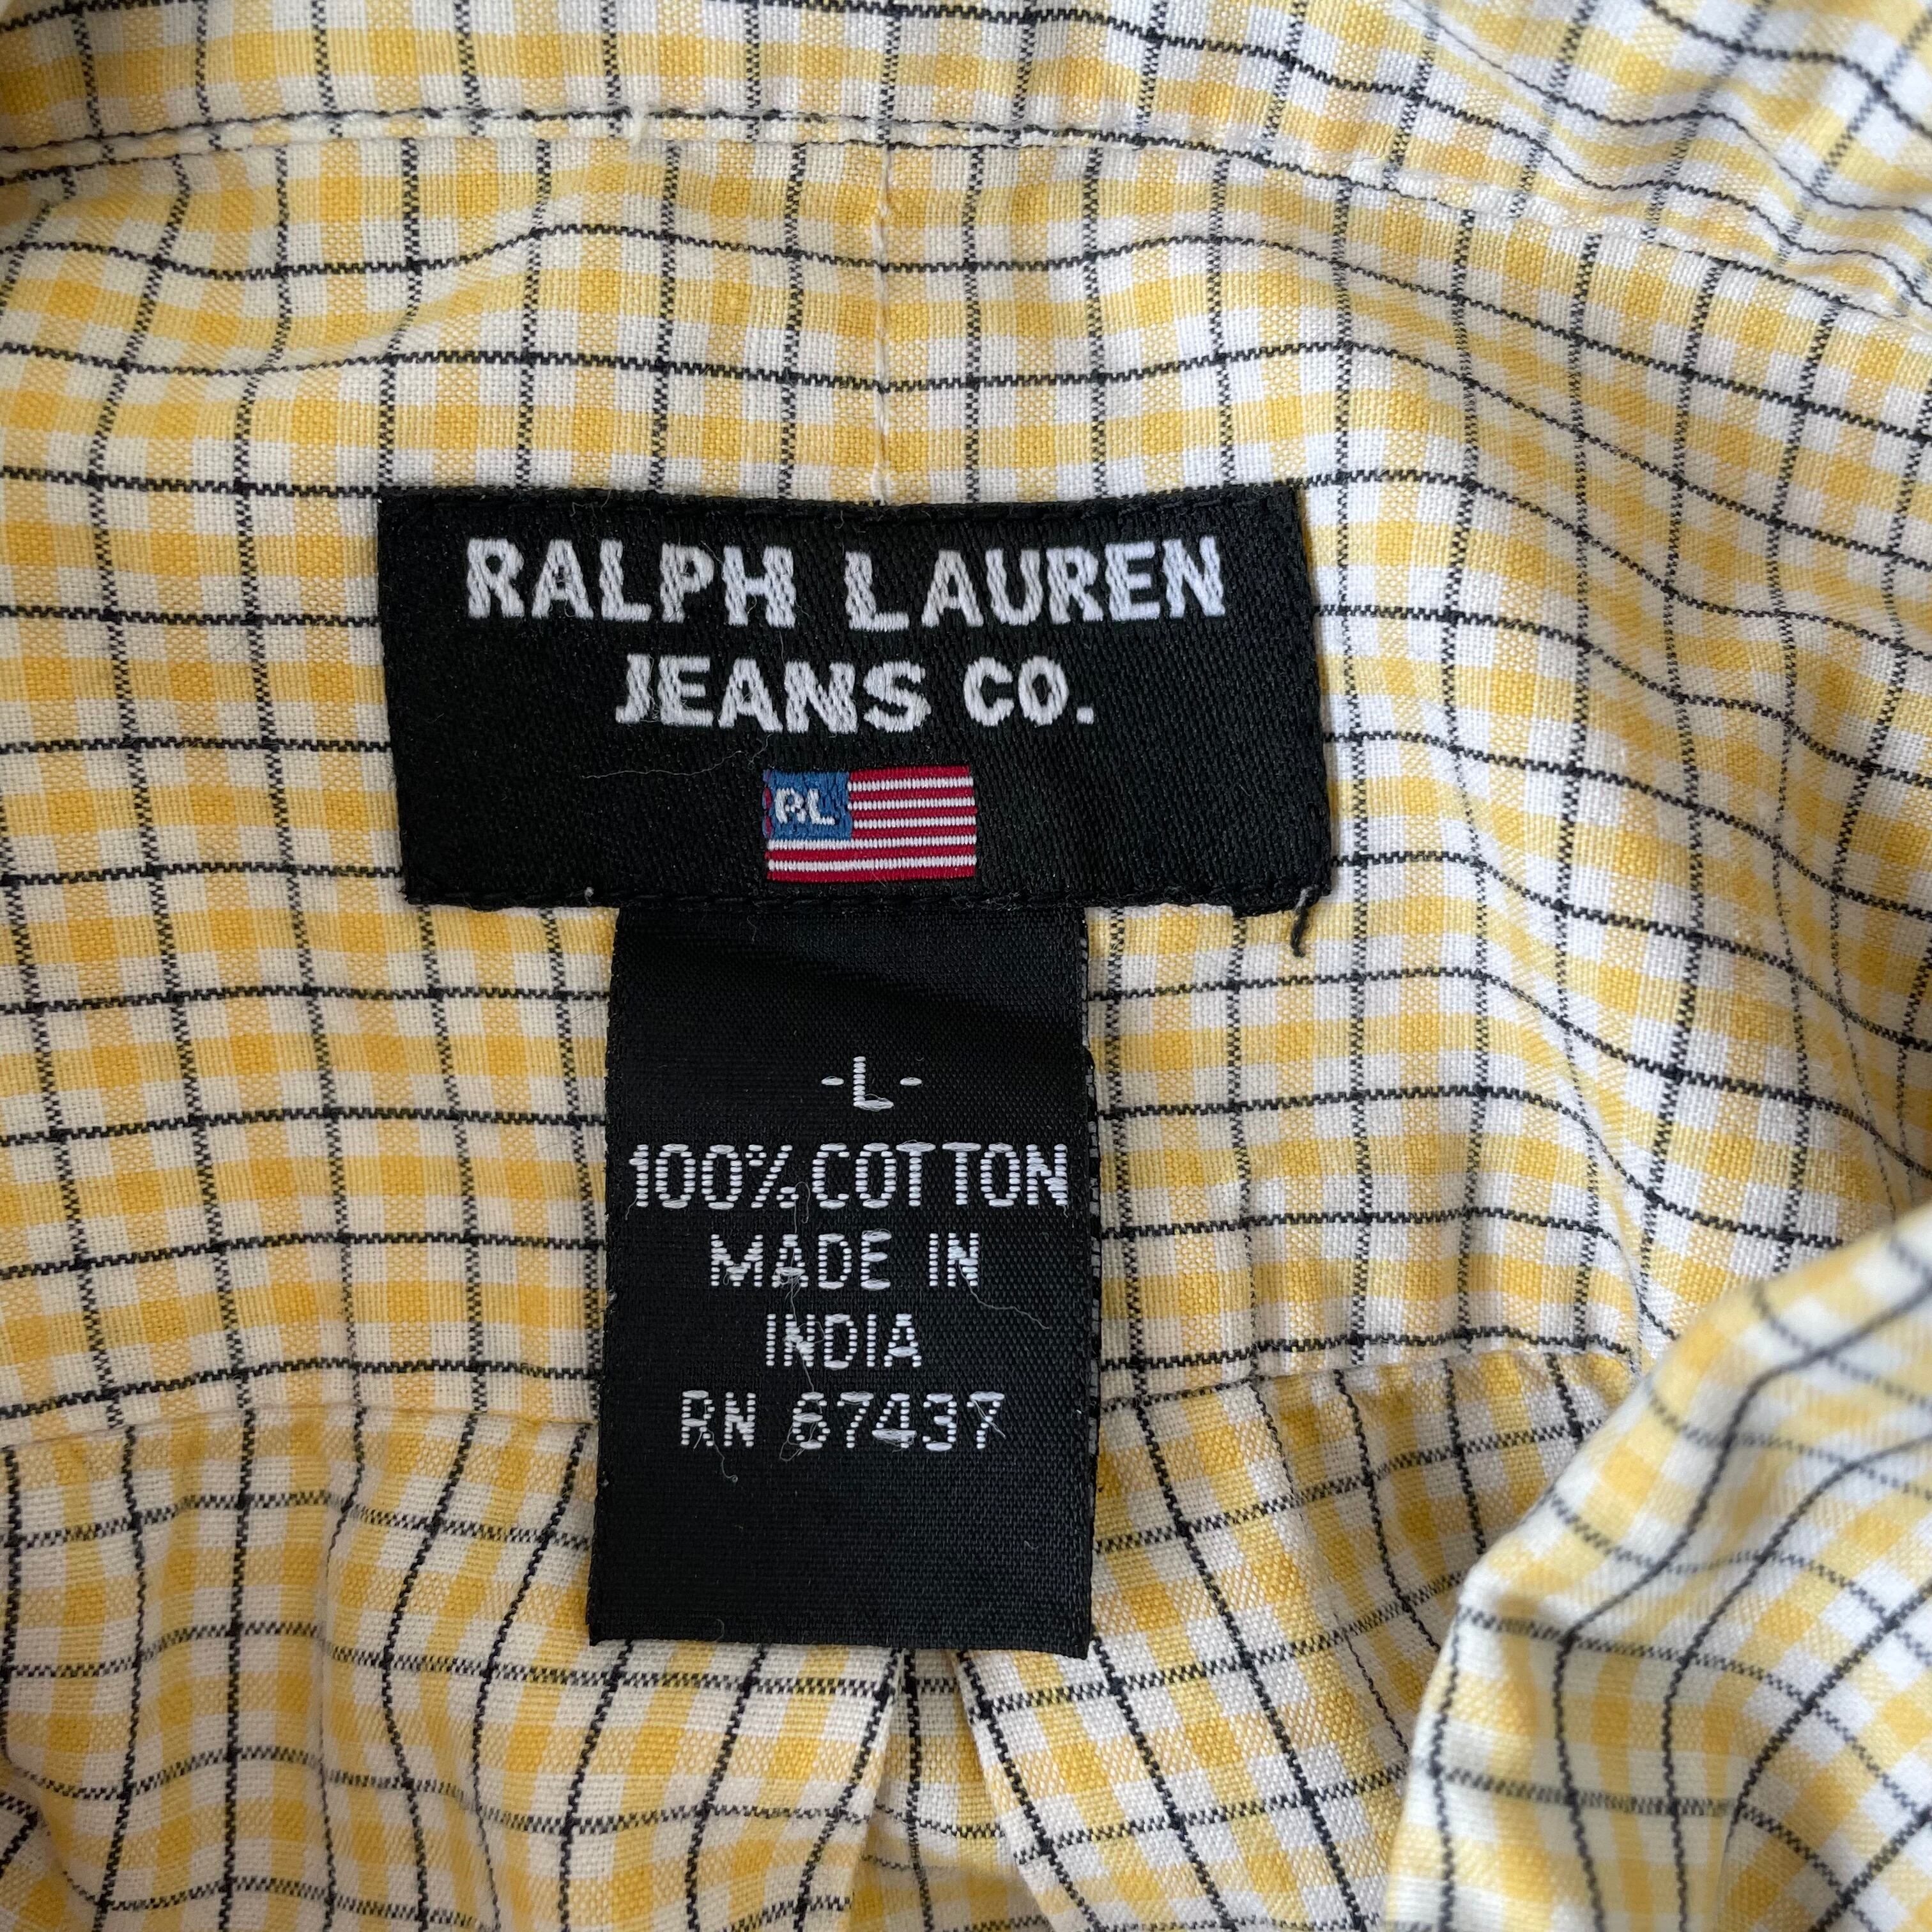 RALPH LAUREN
JEANS CO.
RL
-L-
100% COTTON
MADE IN
INDIA
RN 67437